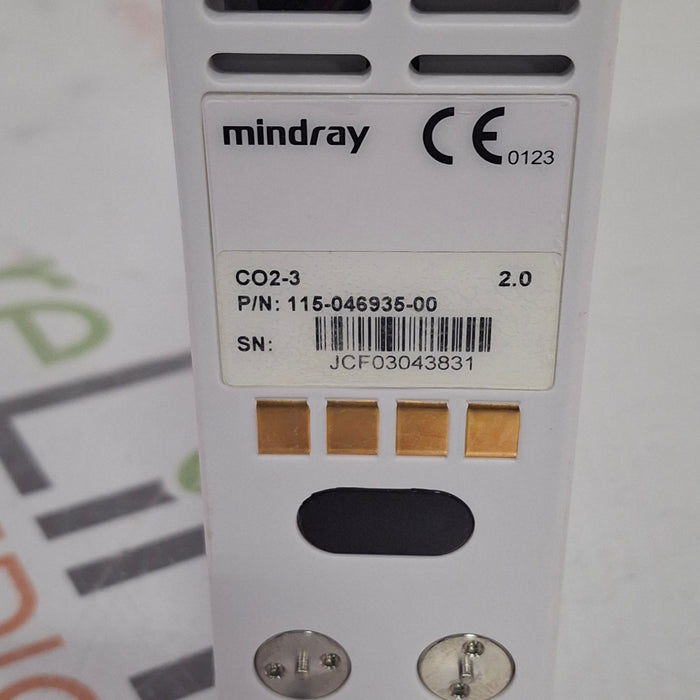 mindray CE 0123
CO2-3 2.0
P/N: 115-046935-00
SN:
JCF03043831